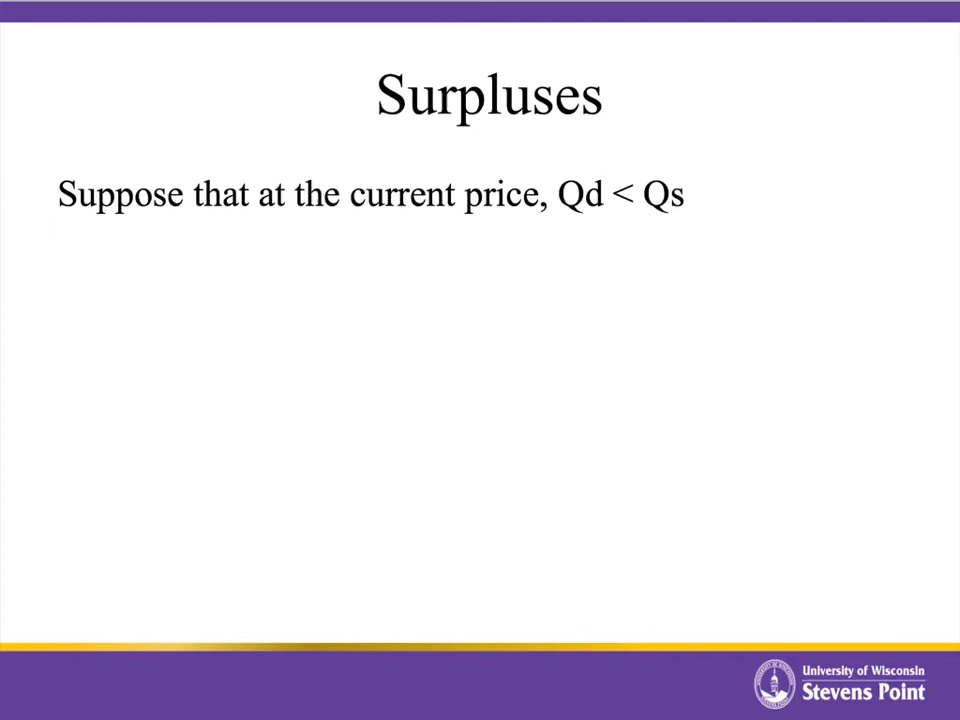 Surpluses
Suppose that at the current price, Qd < Qs
University of Wisconsin
Stevens Point